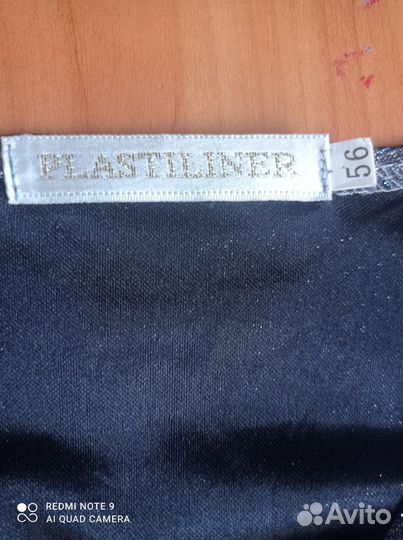 PLASTILINER
56
REDMI NOTE 9
AI QUAD CAMERA
Avito